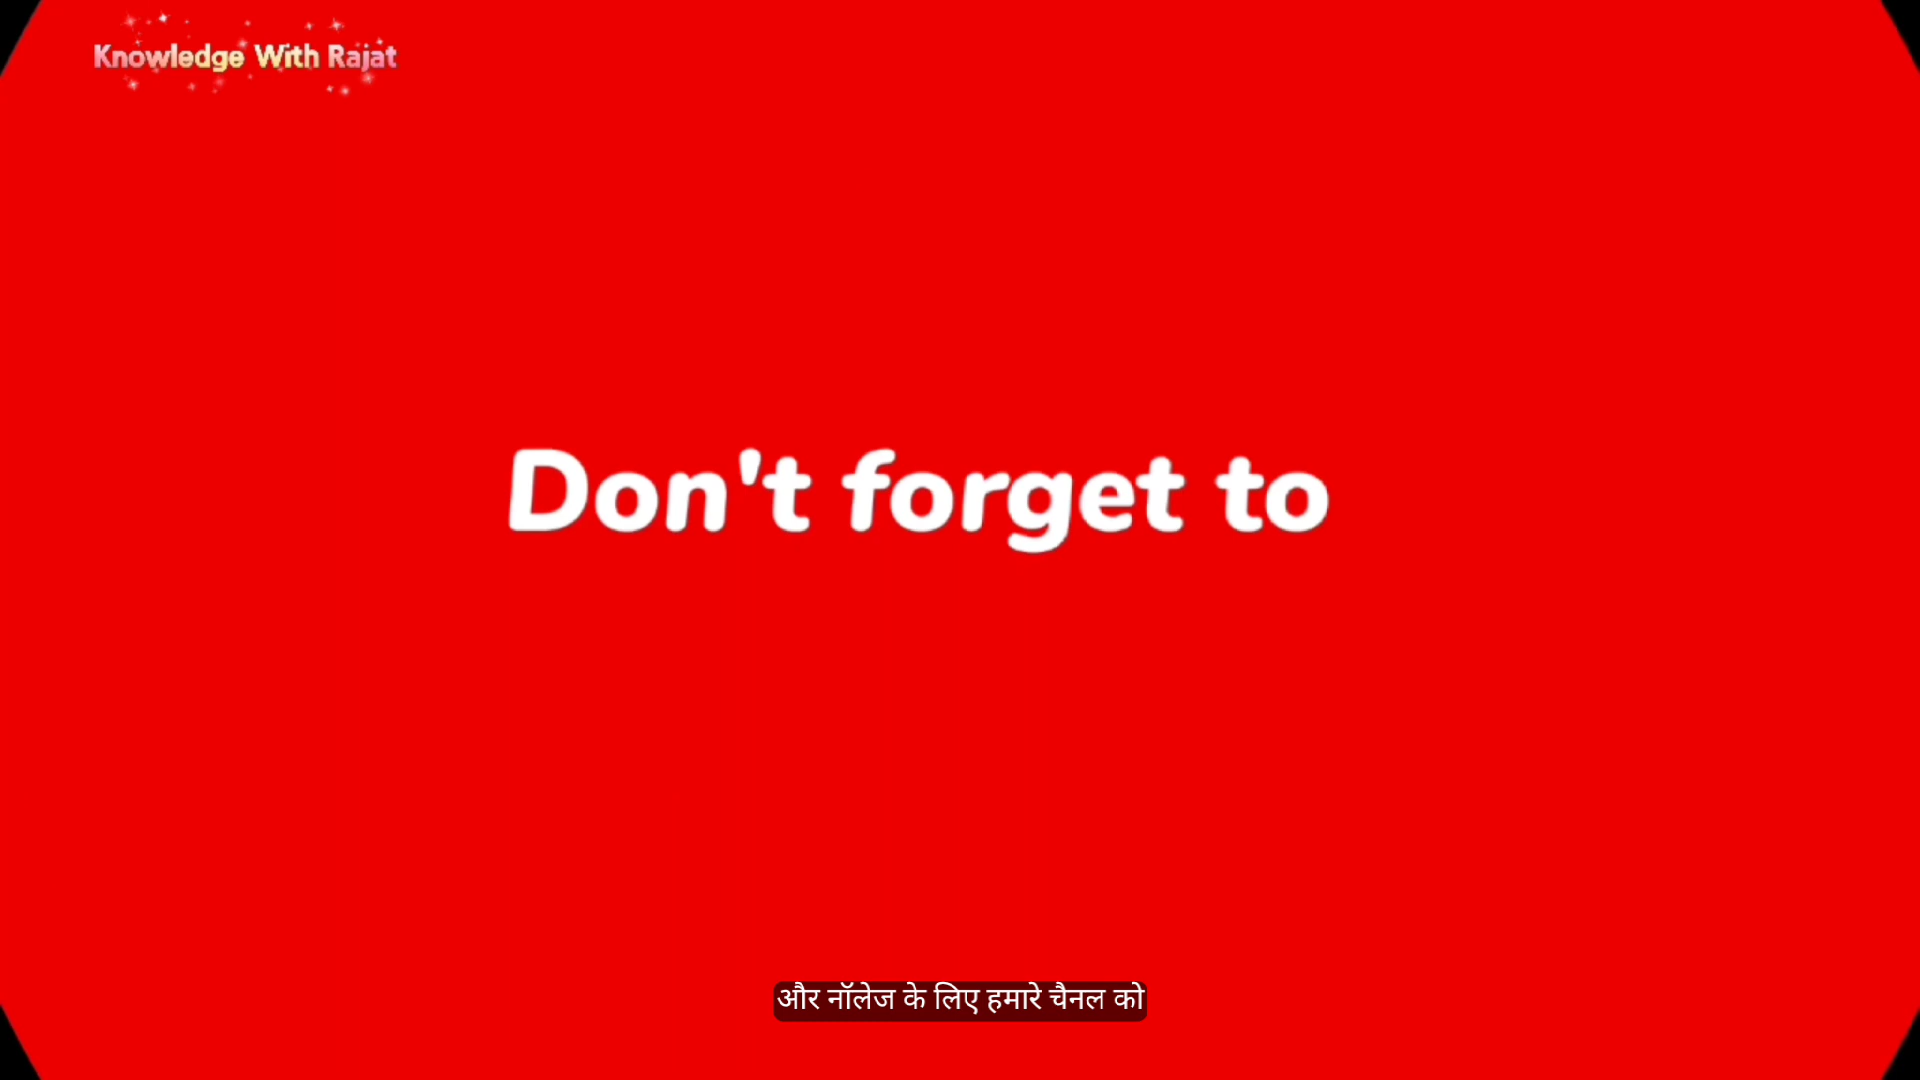 Knowledge With Rajat
Don't forget to
और नॉलेज के लिए हमारे चैनल को